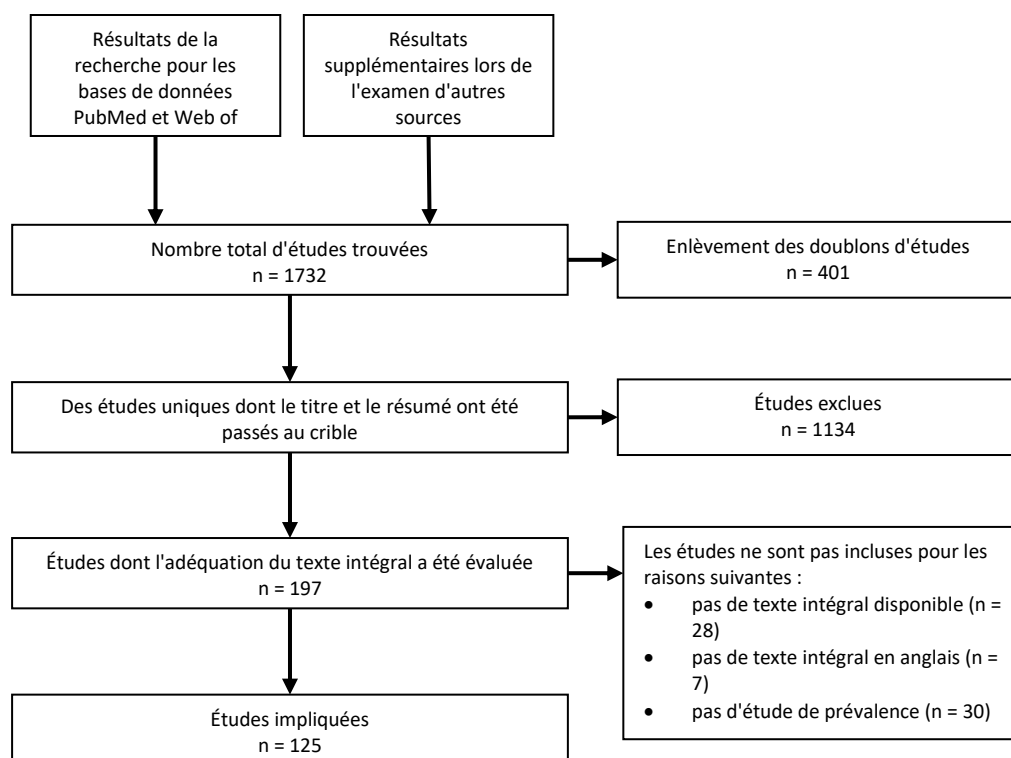 Résultats de la
recherche pour les
bases de données
PubMed et Web of
Résultats
supplémentaires lors de
l'examen d'autres
sources
Nombre total d'études trouvées
n = 1732
Enlèvement des doublons d'études
n = 401
Des études uniques dont le titre et le résumé ont été
passés au crible
Études exclues
n = 1134
Études dont l'adéquation du texte intégral a été évaluée
n = 197
Les études ne sont pas incluses pour les
raisons suivantes :
• pas de texte intégral disponible (n =
28)
• pas de texte intégral en anglais (n =
7)
• pas d'étude de prévalence (n = 30)
Études impliquées
n = 125